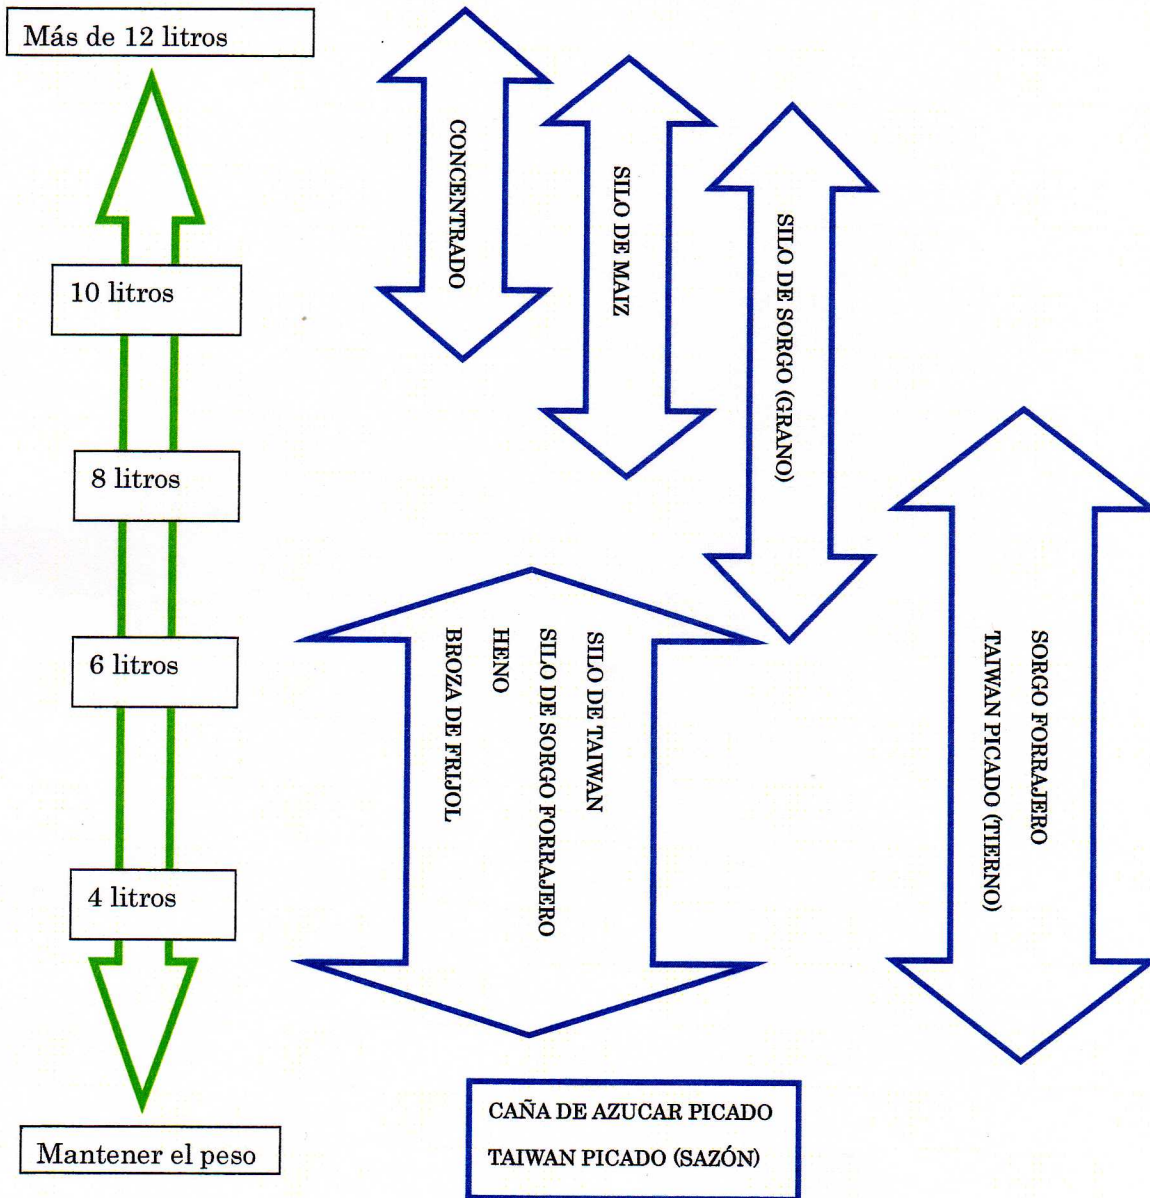 Más de 12 litros
10 litros
8 litros
6 litros
4 litros
Mantener el peso
CONCENTRADO
SILO DE MAIZ
SILO DE SORGO (GRANO)
SILO DE TAIWAN
SILO DE SORGO FORRAJERO
HENO
BROZA DE FRIJOL
SORGO FORRAJERO
TAIWAN PICADO (TIERNO)
CAÑA DE AZUCAR PICADO
TAIWAN PICADO (SAZÓN)